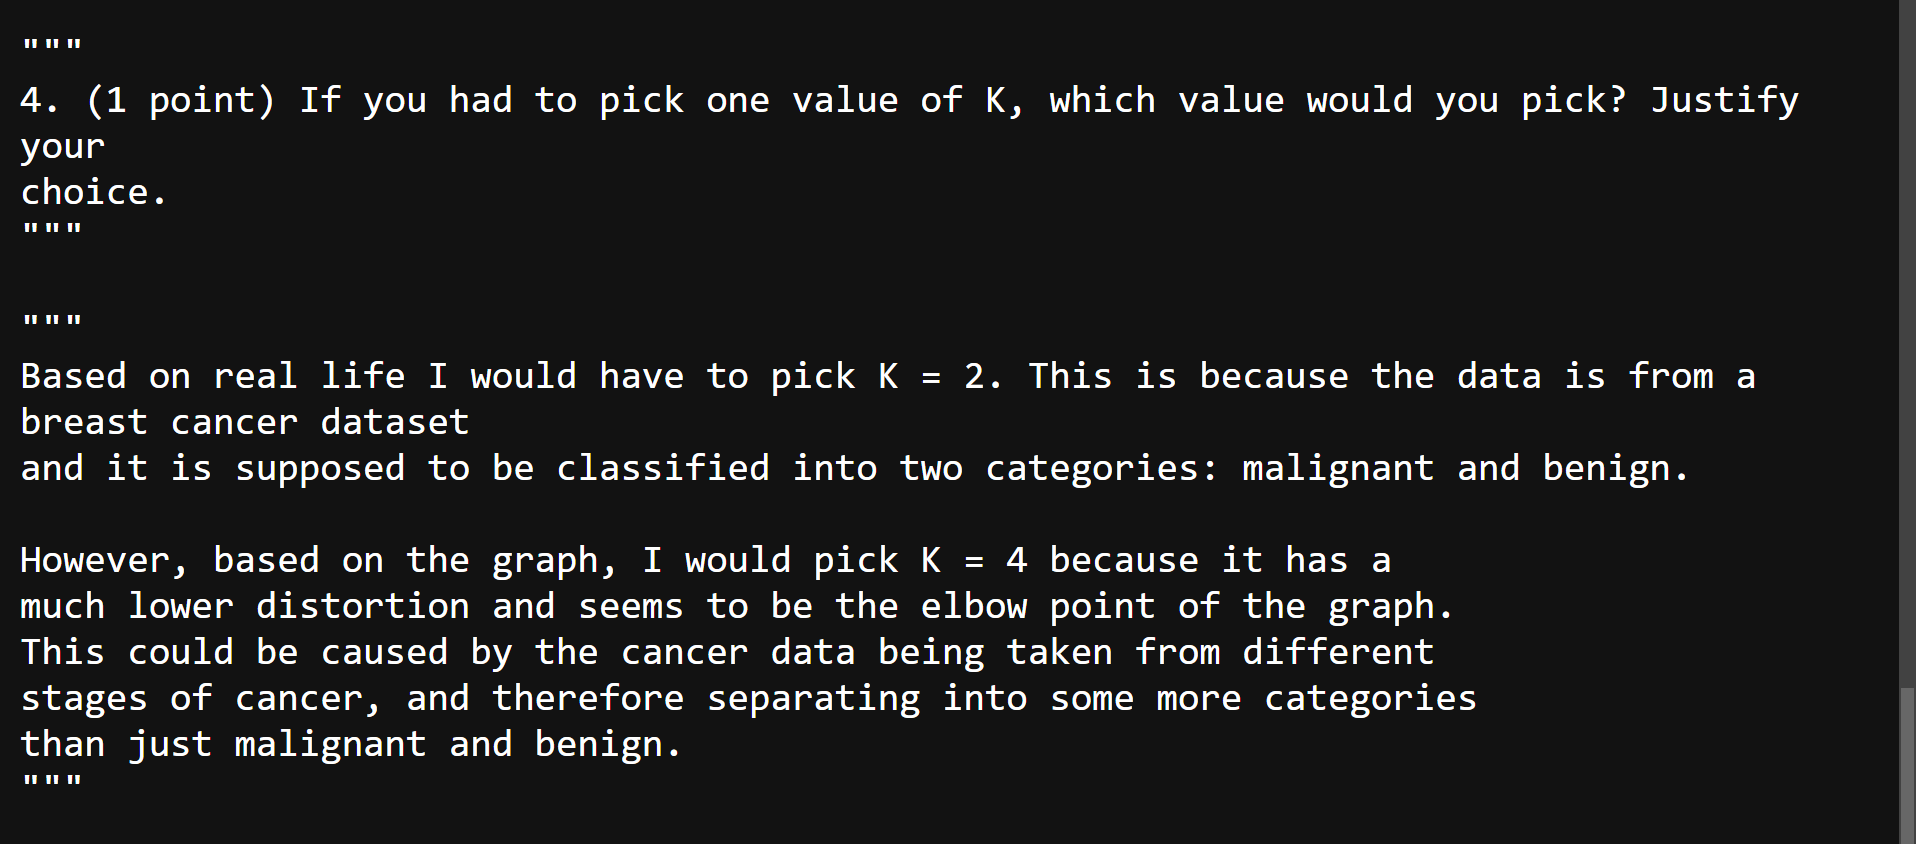 """
4. (1 point) If you had to pick one value of K, which value would you pick? Justify
your
choice.
"""
"""
Based on real life I would have to pick K = 2. This is because the data is from a
breast cancer dataset
and it is supposed to be classified into two categories: malignant and benign.
However, based on the graph, I would pick K = 4 because it has a
much lower distortion and seems to be the elbow point of the graph.
This could be caused by the cancer data being taken from different
stages of cancer, and therefore separating into some more categories
than just malignant and benign.
"""